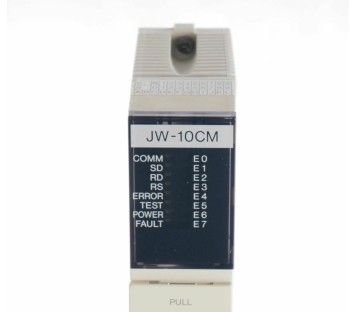 JW-10CM
COMM E0
SD E1
RD E2
RS E3
ERROR E4
TEST E5
POWER E6
FAULT E7
PULL